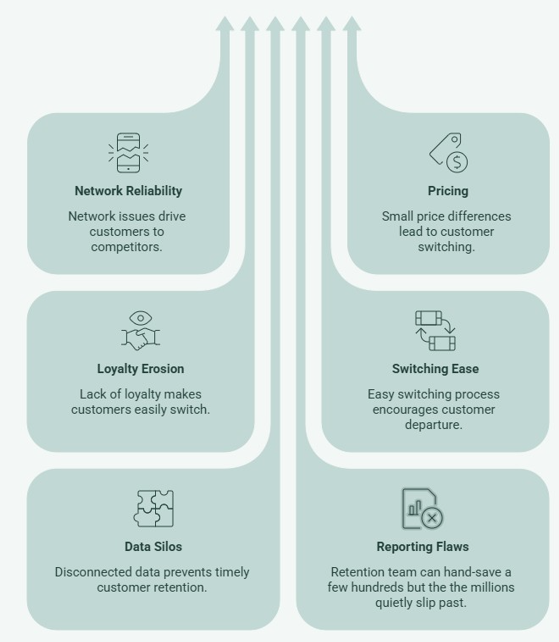 Network Reliability
Network issues drive
customers to
competitors.
Pricing
Small price differences
lead to customer
switching.
Loyalty Erosion
Lack of loyalty makes
customers easily switch.
Switching Ease
Easy switching process
encourages customer
departure.
Data Silos
Disconnected data prevents timely
customer retention.
Reporting Flaws
Retention team can hand-save a
few hundreds but the the millions
quietly slip past.